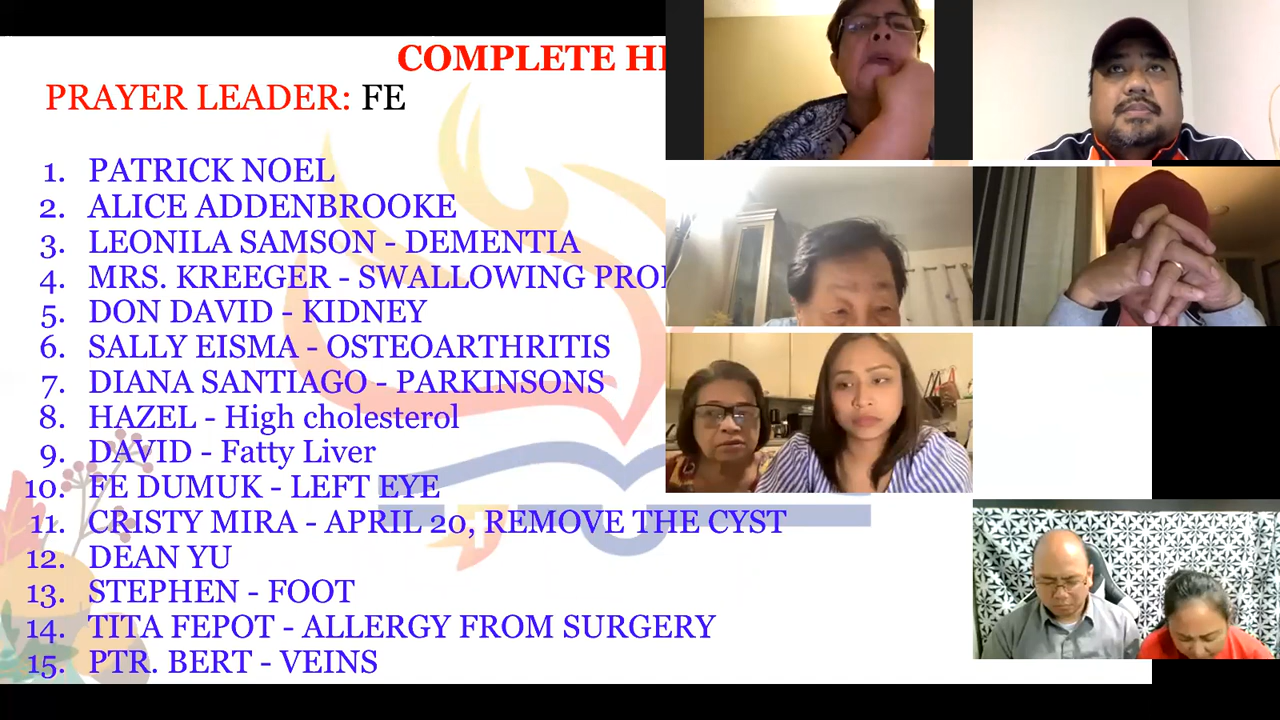 COMPLETE
PRAYER LEADER: FE
1. PATRICK NOEL
2. ALICE ADDENBROOKE
3. LEONILA SAMSON - DEMENTIA
4. MRS. KREEGER - SWALLOWING
5. DON DAVID - KIDNEY
6. SALLY EISMA - OSTEOARTHRITIS
7. DIANA SANTIAGO - PARKINSONS
8. HAZEL - High cholesterol
9. DAVID - Fatty Liver
10. FE DUMUK - LEFT EYE
11. CRISTY MIRA - APRIL 20, REMOVE THE CYST
12. DEAN YU
13. STEPHEN - FOOT
14. TITA FEPOT - ALLERGY FROM SURGERY
15. PTR. BERT - VEINS